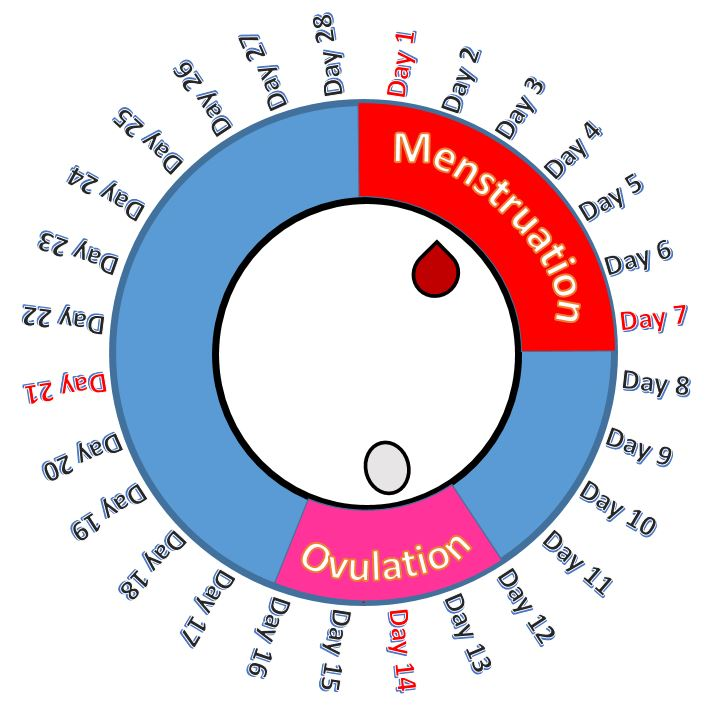 Day 1
Day 2
Day 3
Day 4
Day 5
Day 6
Day 7
Day 8
Day 9
Day 10
Day 11
Day 12
Day 13
Day 14
Day 15
Day 16
Day 17
Day 18
Day 19
Day 20
Day 21
Day 22
Day 23
Day 24
Day 25
Day 26
Day 27
Day 28
Menstruation
Ovulation